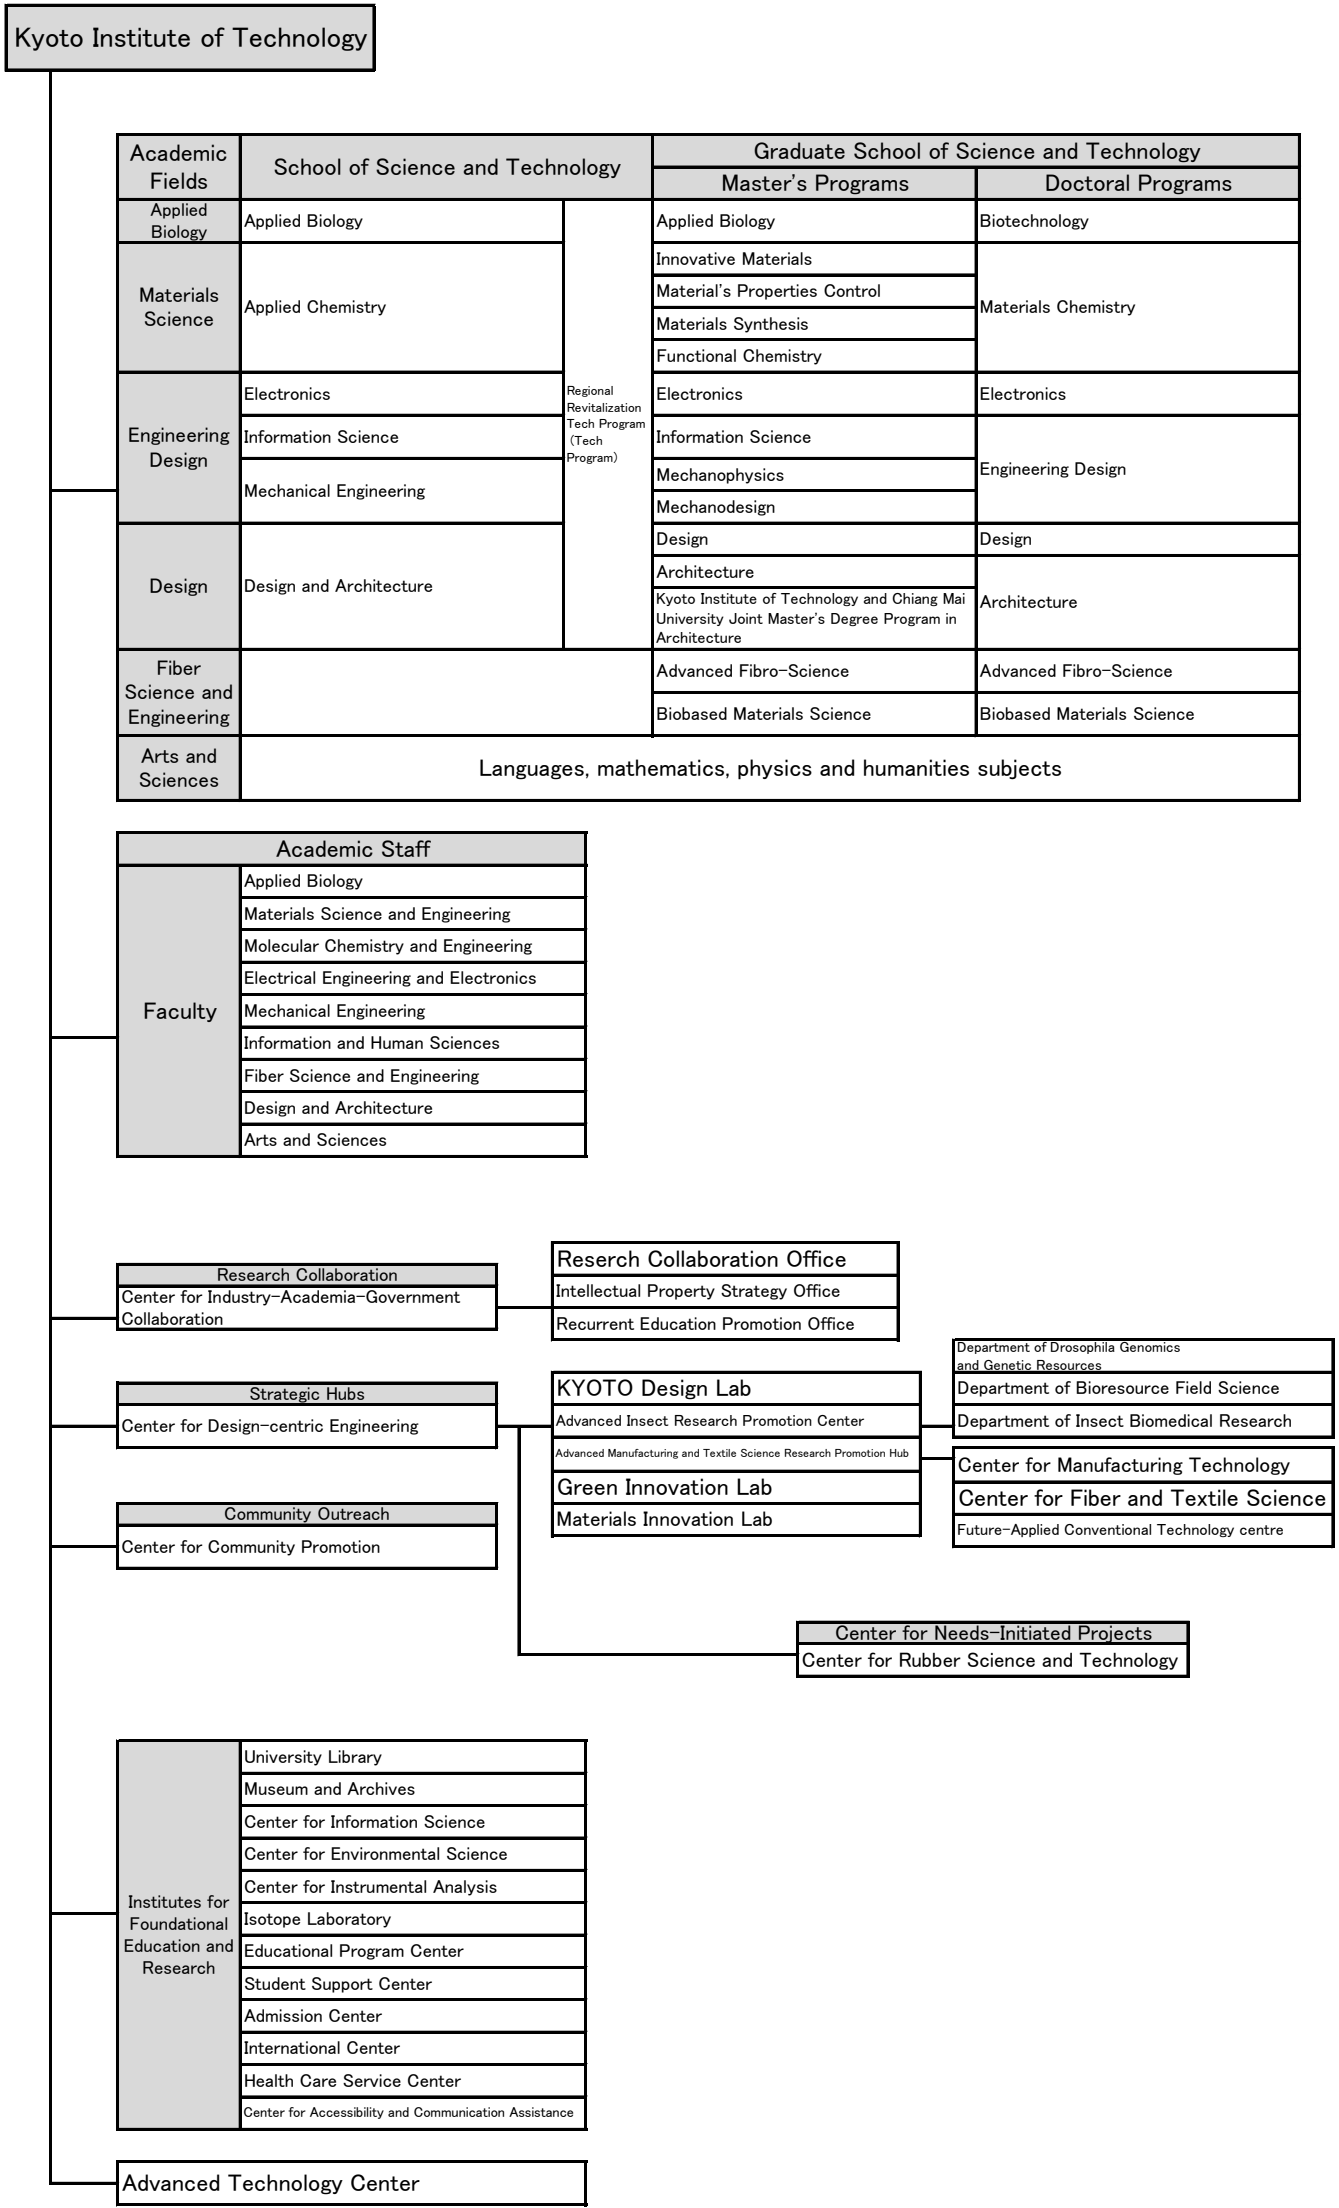 Kyoto Institute of Technology
Academic
Fields
School of Science and Technology
Graduate School of Science and Technology
Master's Programs
Doctoral Programs
Applied
Biology
Applied Biology
Regional
Revitalization
Tech Program
(Tech
Program)
Applied Biology
Biotechnology
Materials
Science
Applied Chemistry
Innovative Materials
Material's Properties Control
Materials Synthesis
Functional Chemistry
Materials Chemistry
Engineering
Design
Electronics
Information Science
Mechanical Engineering
Electronics
Information Science
Mechanophysics
Mechanodesign
Electronics
Engineering Design
Design
Design and Architecture
Design
Architecture
Kyoto Institute of Technology and Chiang Mai
University Joint Master's Degree Program in
Architecture
Design
Architecture
Fiber
Science and
Engineering
Advanced Fibro-Science
Biobased Materials Science
Advanced Fibro-Science
Biobased Materials Science
Arts and
Sciences
Languages, mathematics, physics and humanities subjects
Academic Staff
Faculty
Applied Biology
Materials Science and Engineering
Molecular Chemistry and Engineering
Electrical Engineering and Electronics
Mechanical Engineering
Information and Human Sciences
Fiber Science and Engineering
Design and Architecture
Arts and Sciences
Research Collaboration
Center for Industry-Academia-Government
Collaboration
Reserch Collaboration Office
Intellectual Property Strategy Office
Recurrent Education Promotion Office
Strategic Hubs
Center for Design-centric Engineering
KYOTO Design Lab
Advanced Insect Research Promotion Center
Advanced Manufacturing and Textile Science Research Promotion Hub
Green Innovation Lab
Materials Innovation Lab
Department of Drosophila Genomics
and Genetic Resources
Department of Bioresource Field Science
Department of Insect Biomedical Research
Center for Manufacturing Technology
Center for Fiber and Textile Science
Future-Applied Conventional Technology centre
Community Outreach
Center for Community Promotion
Center for Needs-Initiated Projects
Center for Rubber Science and Technology
Institutes for
Foundational
Education and
Research
University Library
Museum and Archives
Center for Information Science
Center for Environmental Science
Center for Instrumental Analysis
Isotope Laboratory
Educational Program Center
Student Support Center
Admission Center
International Center
Health Care Service Center
Center for Accessibility and Communication Assistance
Advanced Technology Center